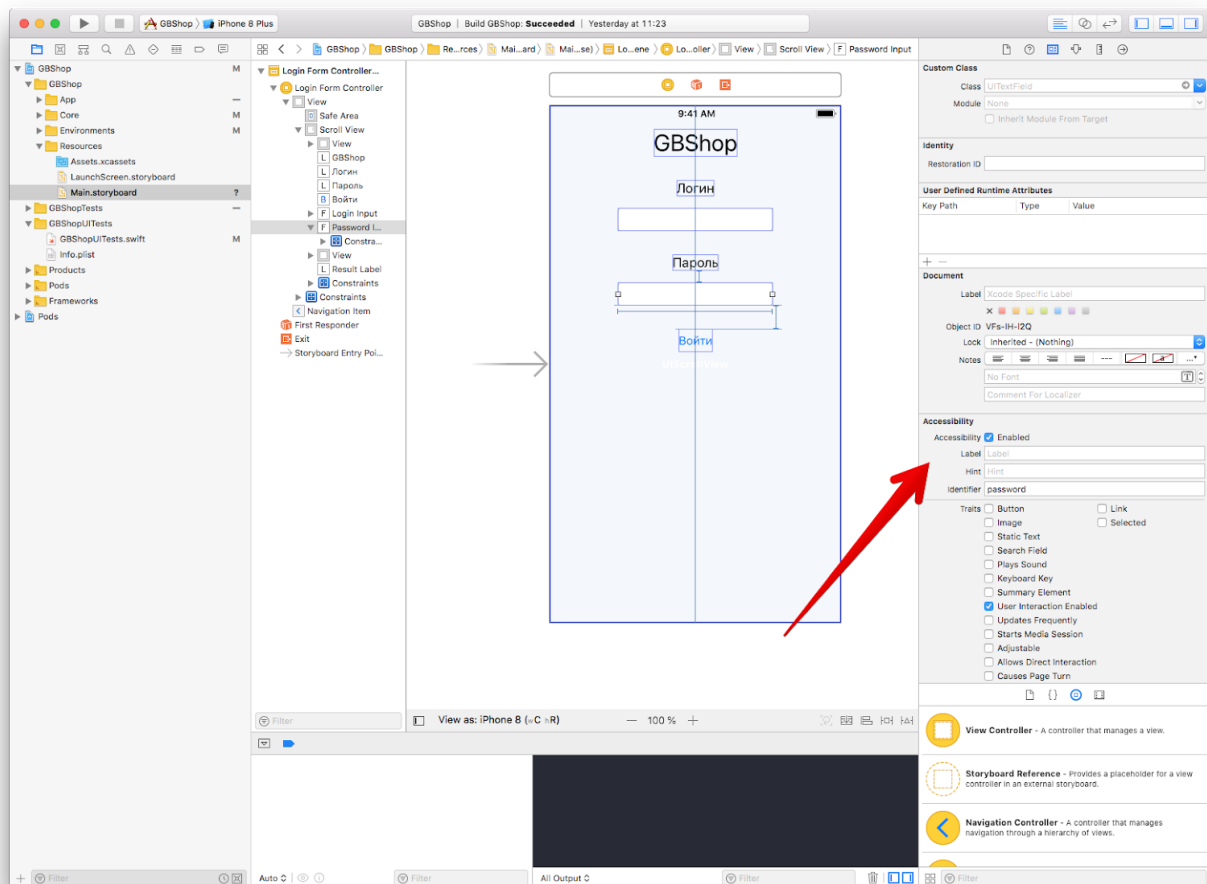 GBShop
iPhone 8 Plus
GBShop | Build GBShop: Succeeded | Yesterday at 11:23
GBShop
GBShop
Re...rces
Mai...ard
Mai...se)
Lo...ene
Lo...oller
View
Scroll View
F Password Input
GBShop M
GBShop
App
Core M
Environments M
Resources
Assets.xcassets
LaunchScreen.storyboard
Main.storyboard ?
GBShopTests
GBShopUITests
GBShopUITests.swift M
Info.plist
Products
Pods
Frameworks
Pods
Filter
Login Form Controller...
Login Form Controller
View
Safe Area
Scroll View
View
L GBShop
L Логин
L Пароль
B Войти
F Login Input
F Password I...
Constra...
View
L Result Label
Constraints
Constraints
Navigation Item
First Responder
Exit
Storyboard Entry Poi...
Filter
9:41 AM
GBShop
Логин
Пароль
Войти
UIScrollView
View as: iPhone 8 (wC hR)
100 %
Auto
Filter
All Output
Filter
Custom Class
Class UITextField
Module None
Inherit Module From Target
Identity
Restoration ID
User Defined Runtime Attributes
Key Path Type Value
Document
Label Xcode Specific Label
Object ID VFs-IH-I2Q
Lock Inherited - (Nothing)
Notes
No Font
Comment For Localizer
Accessibility
Accessibility Enabled
Label Label
Hint Hint
Identifier password
Traits Button Link
Image Selected
Static Text
Search Field
Plays Sound
Keyboard Key
Summary Element
User Interaction Enabled
Updates Frequently
Starts Media Session
Adjustable
Allows Direct Interaction
Causes Page Turn
View Controller - A controller that manages a view.
Storyboard Reference - Provides a placeholder for a view
controller in an external storyboard.
Navigation Controller - A controller that manages
navigation through a hierarchy of views.
Filter